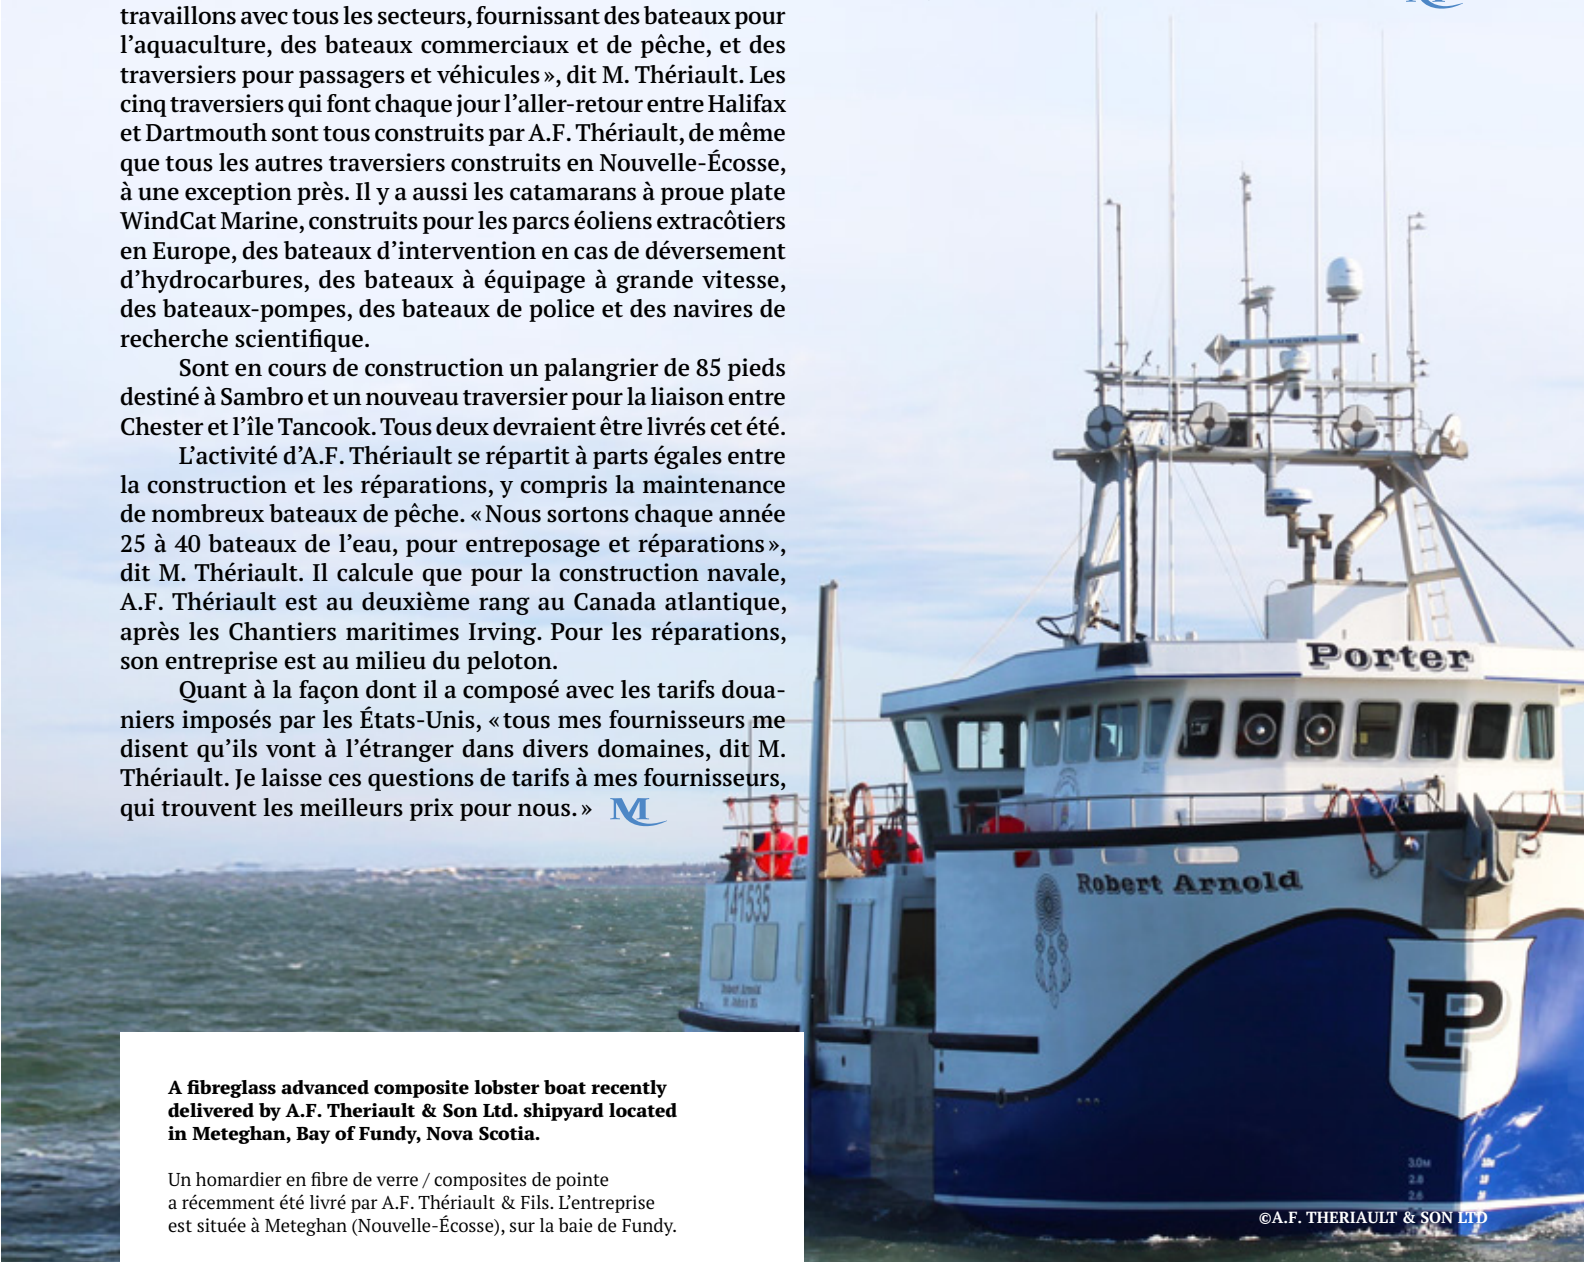 travaillons avec tous les secteurs, fournissant des bateaux pour
l'aquaculture, des bateaux commerciaux et de pêche, et des
traversiers pour passagers et véhicules », dit M. Thériault. Les
cinq traversiers qui font chaque jour l'aller-retour entre Halifax
et Dartmouth sont tous construits par A.F. Thériault, de même
que tous les autres traversiers construits en Nouvelle-Écosse,
à une exception près. Il y a aussi les catamarans à proue plate
WindCat Marine, construits pour les parcs éoliens extracôtiers
en Europe, des bateaux d'intervention en cas de déversement
d'hydrocarbures, des bateaux à équipage à grande vitesse,
des bateaux-pompes, des bateaux de police et des navires de
recherche scientifique.
Sont en cours de construction un palangrier de 85 pieds
destiné à Sambro et un nouveau traversier pour la liaison entre
Chester et l'île Tancook. Tous deux devraient être livrés cet été.
L'activité d'A.F. Thériault se répartit à parts égales entre
la construction et les réparations, y compris la maintenance
de nombreux bateaux de pêche. « Nous sortons chaque année
25 à 40 bateaux de l'eau, pour entreposage et réparations »,
dit M. Thériault. Il calcule que pour la construction navale,
A.F. Thériault est au deuxième rang au Canada atlantique,
après les Chantiers maritimes Irving. Pour les réparations,
son entreprise est au milieu du peloton.
Quant à la façon dont il a composé avec les tarifs doua-
niers imposés par les États-Unis, « tous mes fournisseurs me
disent qu'ils vont à l'étranger dans divers domaines, dit M.
Thériault. Je laisse ces questions de tarifs à mes fournisseurs,
qui trouvent les meilleurs prix pour nous. » M
Porter
Robert Arnold
141535
Robert Arnold
P
3.0M
2.8
2.6
A fibreglass advanced composite lobster boat recently
delivered by A.F. Theriault & Son Ltd. shipyard located
in Meteghan, Bay of Fundy, Nova Scotia.
Un homardier en fibre de verre / composites de pointe
a récemment été livré par A.F. Thériault & Fils. L'entreprise
est située à Meteghan (Nouvelle-Écosse), sur la baie de Fundy.
©A.F. THERIAULT & SON LTD